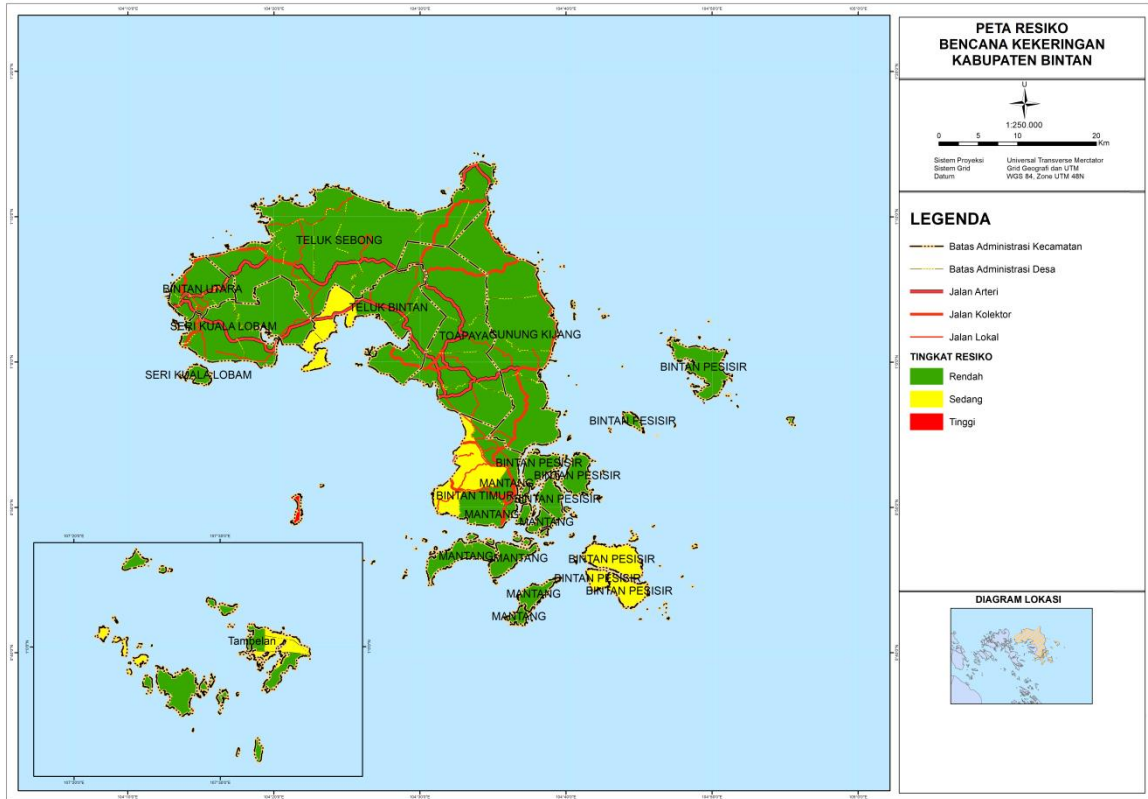 PETA RESIKO
BENCANA KEKERINGAN
KABUPATEN BINTAN
U
1:250.000
0 5 10 20
Km
Sistem Proyeksi Universal Transverse Merctator
Sistem Grid Grid Geografi dan UTM
Datum WGS 84, Zone UTM 48N
LEGENDA
Batas Administrasi Kecamatan
Batas Administrasi Desa
Jalan Arteri
Jalan Kolektor
Jalan Lokal
TINGKAT RESIKO
Rendah
Sedang
Tinggi
DIAGRAM LOKASI
TELUK SEBONG
BINTAN UTARA
TELUK BINTAN
SERI KUALA LOBAM
TOAPAYA
GUNUNG KIJANG
SERI KUALA LOBAM
BINTAN PESISIR
BINTAN PESISIR
BINTAN PESISIR
BINTAN PESISIR
MANTANG
BINTAN TIMUR
BINTAN PESISIR
MANTANG
MANTANG
MANTANG
MANTANG
BINTAN PESISIR
BINTAN PESISIR
BINTAN PESISIR
MANTANG
MANTANG
Tambelan